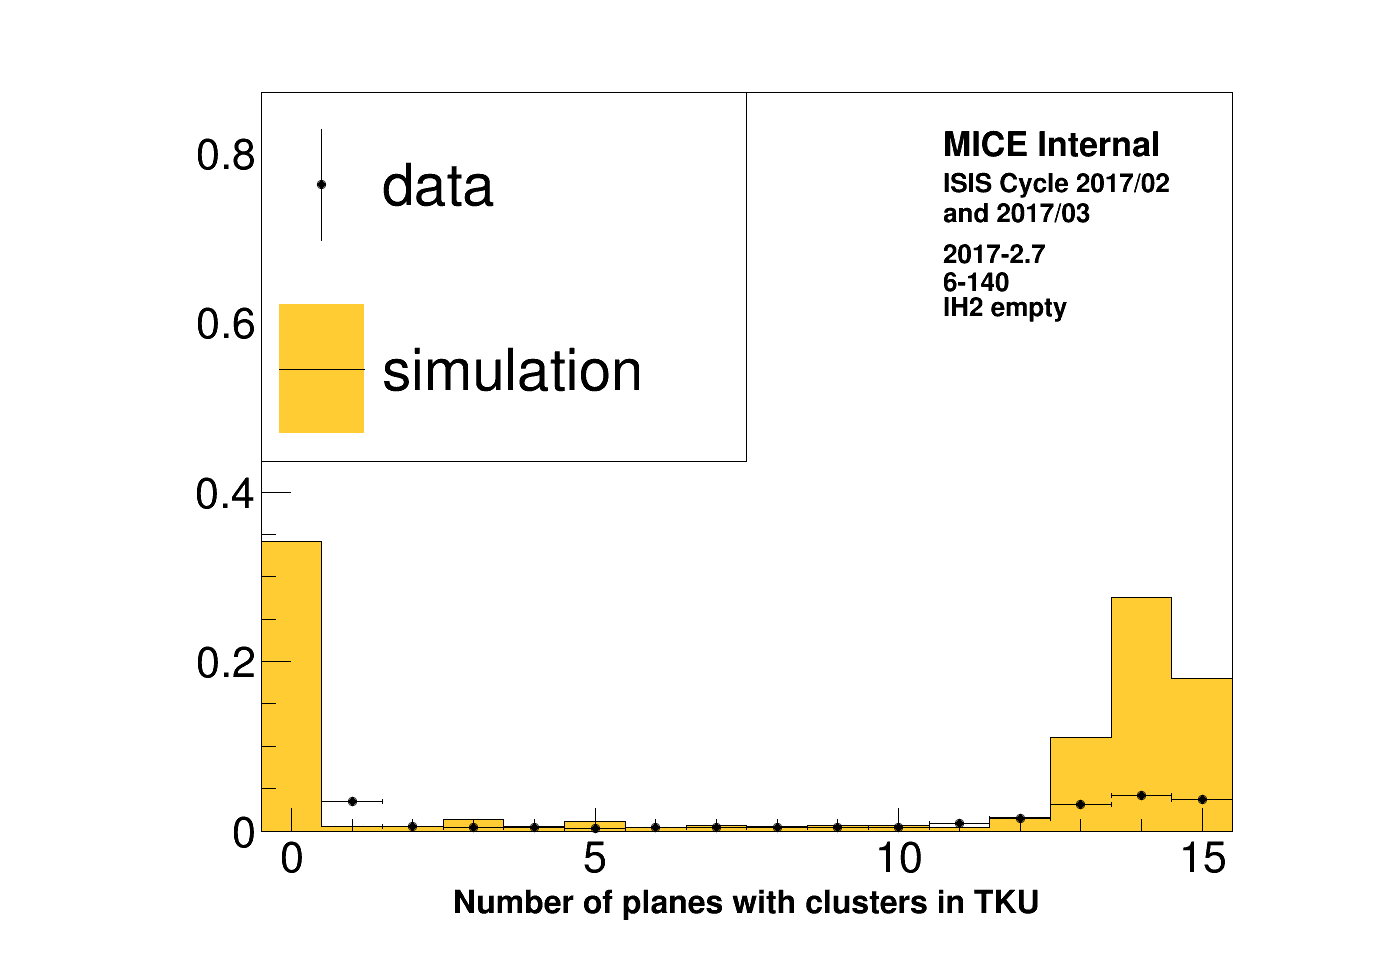 0.8
0.6
0.4
0.2
0
data
simulation
MICE Internal
ISIS Cycle 2017/02
and 2017/03
2017-2.7
6-140
lH2 empty
0 5 10 15
Number of planes with clusters in TKU